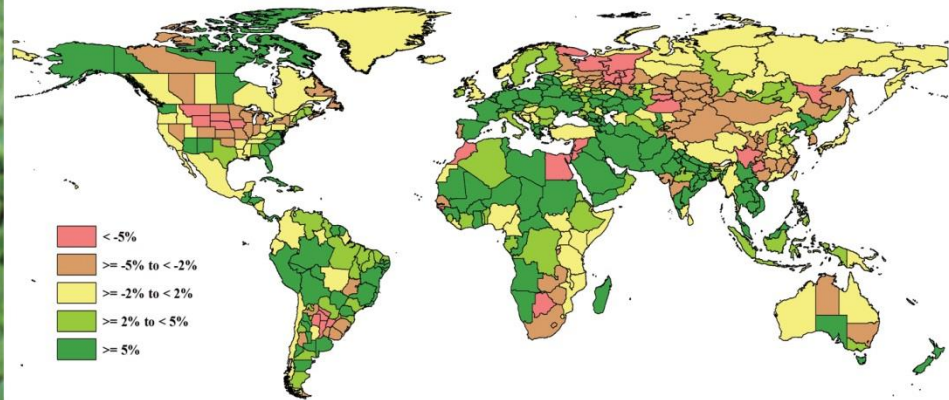 < -5%
>= -5% to < -2%
>= -2% to < 2%
>= 2% to < 5%
>= 5%